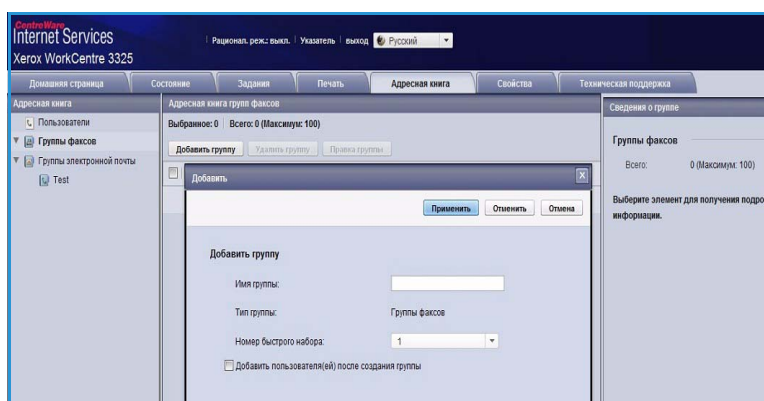 CentreWare
Internet Services
Xerox WorkCentre 3325
Рационал. реж.: выкл. Указатель выход Русский
Домашняя страница Состояние Задания Печать Адресная книга Свойства Техническая поддержка
Адресная книга
Пользователи
Группы факсов
Группы электронной почты
Test
Адресная книга групп факсов
Выбранное: 0 Всего: 0 (Максимум: 100)
Добавить группу Удалить группу Правка группы
Добавить X
Применить Отменить Отмена
Добавить группу
Имя группы:
Тип группы: Группы факсов
Номер быстрого набора: 1
Добавить пользователя(ей) после создания группы
Сведения о группе
Группы факсов
Всего: 0 (Максимум: 100)
Выберите элемент для получения подро
информации.